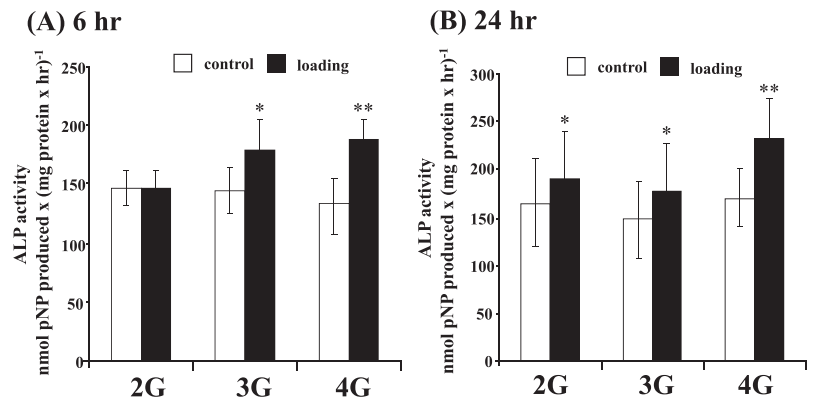 (A) 6 hr
control loading
ALP activity
nmol pNP produced x (mg protein x hr)-1
250
200
150
100
50
0
* **
2G 3G 4G
(B) 24 hr
control loading
ALP activity
nmol pNP produced x (mg protein x hr)-1
300
250
200
150
100
50
0
* * **
2G 3G 4G